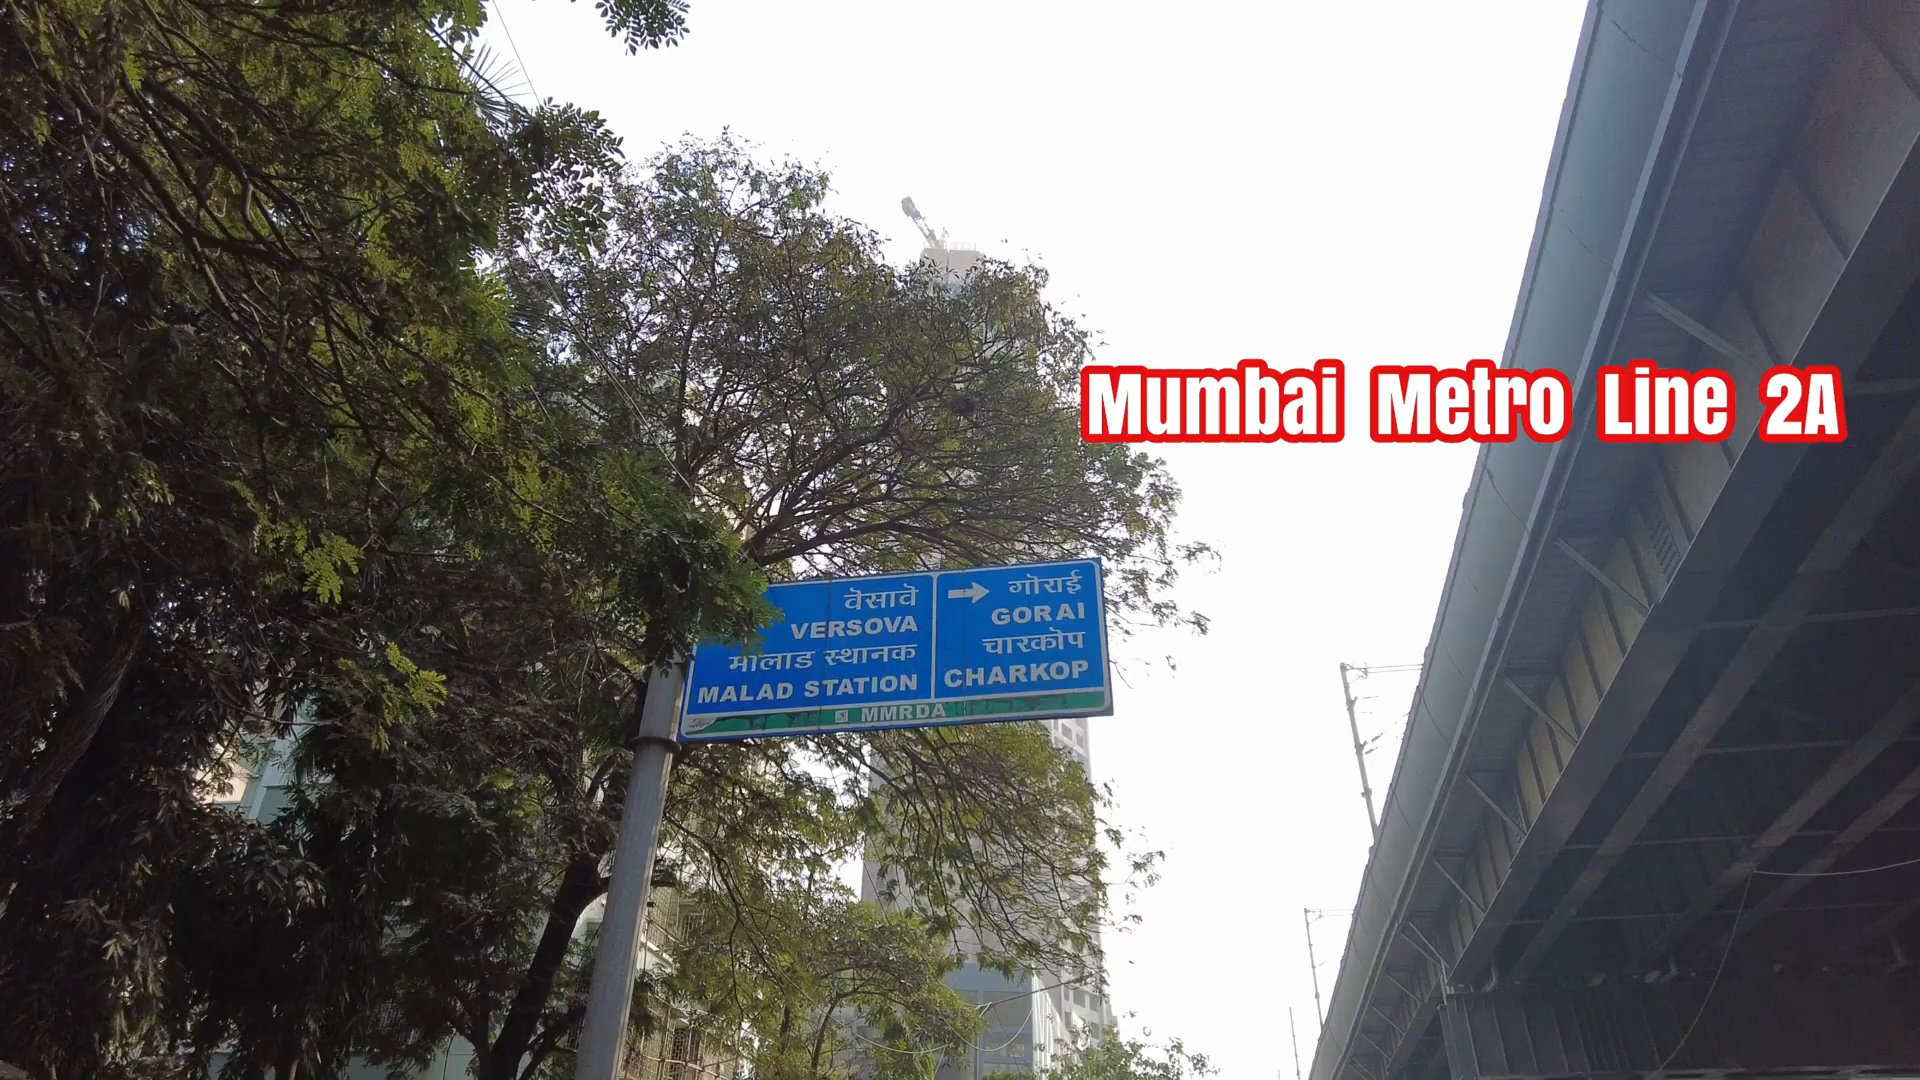 Mumbai Metro Line 2A
वेसावे
VERSOVA
मालाड स्थानक
MALAD STATION
गोराई
GORAI
चारकोप
CHARKOP
MMRDA